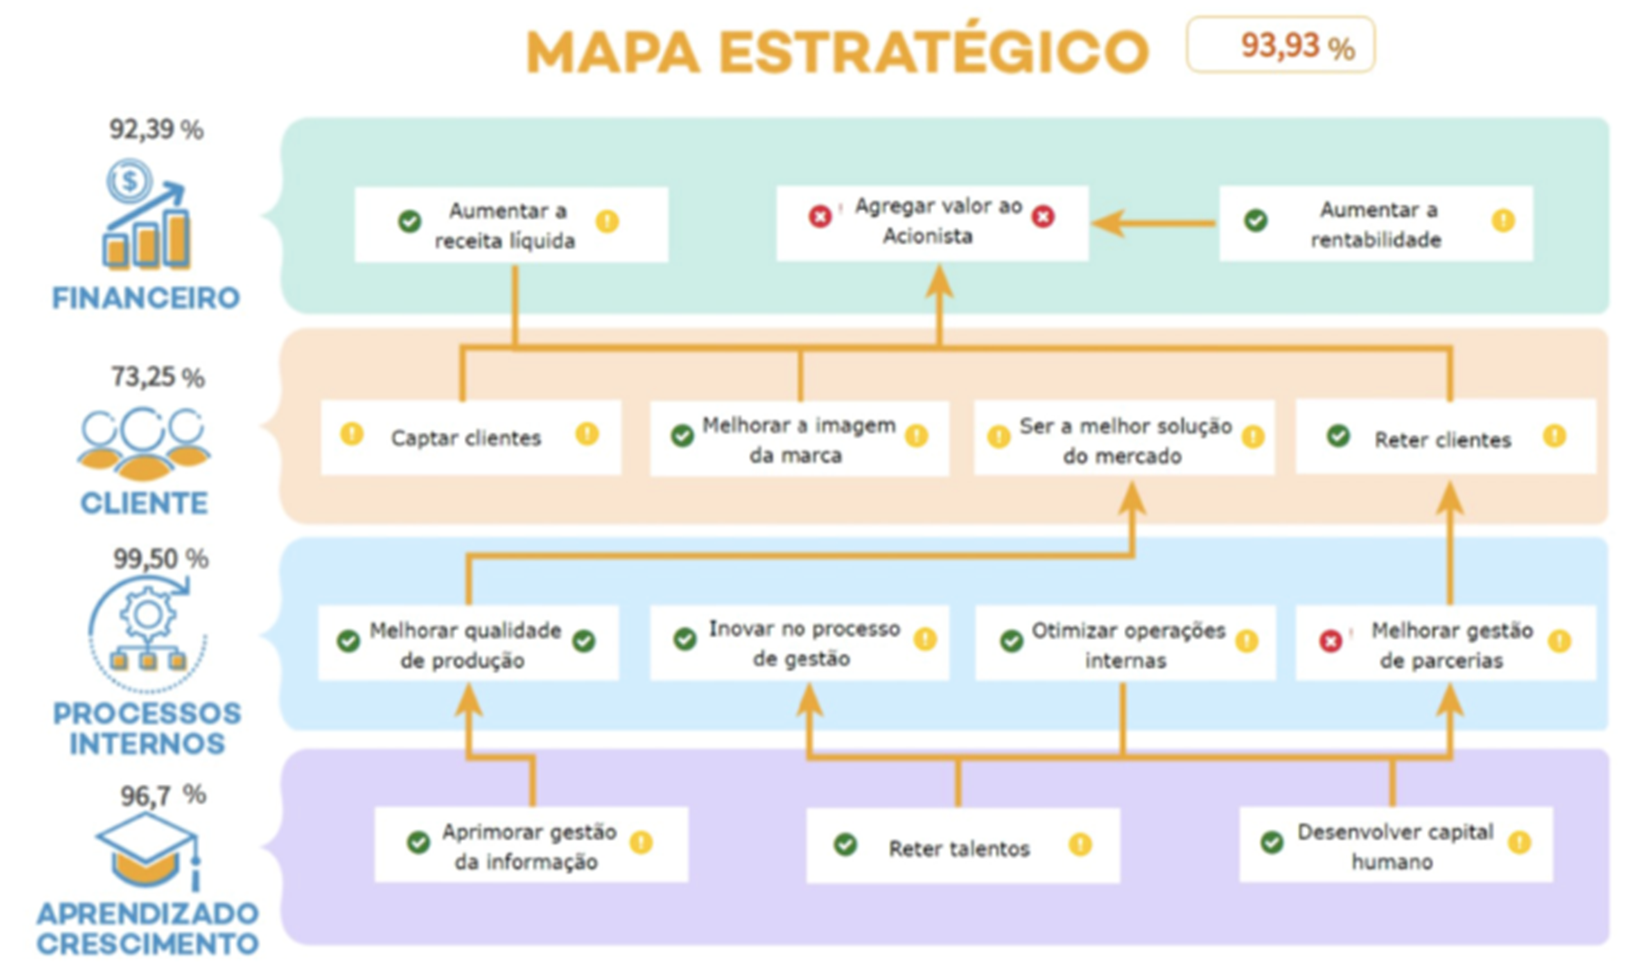 MAPA ESTRATÉGICO
93,93 %
92,39 %
$
FINANCEIRO
Aumentar a
receita líquida
Agregar valor ao
Acionista
Aumentar a
rentabilidade
73,25 %
CLIENTE
Captar clientes
Melhorar a imagem
da marca
Ser a melhor solução
do mercado
Reter clientes
99,50 %
PROCESSOS
INTERNOS
Melhorar qualidade
de produção
Inovar no processo
de gestão
Otimizar operações
internas
Melhorar gestão
de parcerias
96,7 %
APRENDIZADO
CRESCIMENTO
Aprimorar gestão
da informação
Reter talentos
Desenvolver capital
humano